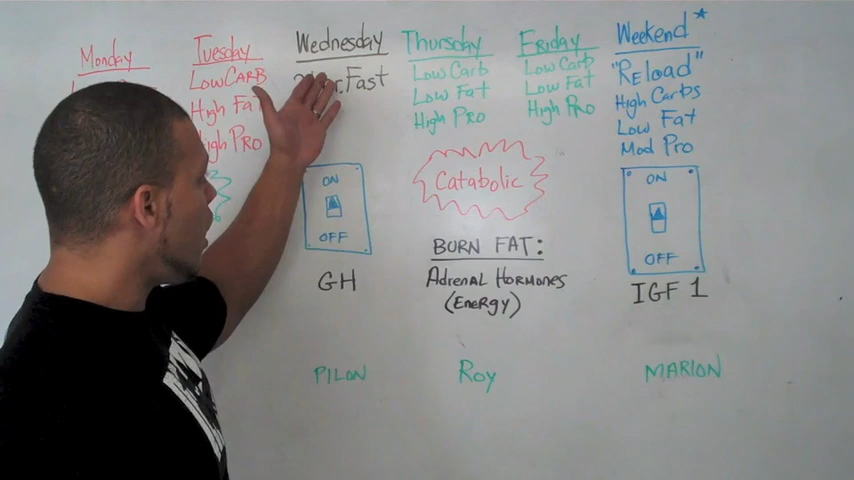 Monday
Tuesday
LowCARB
High Fat
High PRO
Wednesday
Fast
Thursday
Low Carb
Low Fat
High PRO
Friday
Low Carb
Low Fat
High PRO
Weekend*
"ReLoad"
High Carbs
Low Fat
Mod Pro
ON
OFF
GH
Catabolic
BURN FAT:
ADRENAL HORMONES
(ENERGY)
ON
OFF
IGF 1
PILON
Roy
MARION